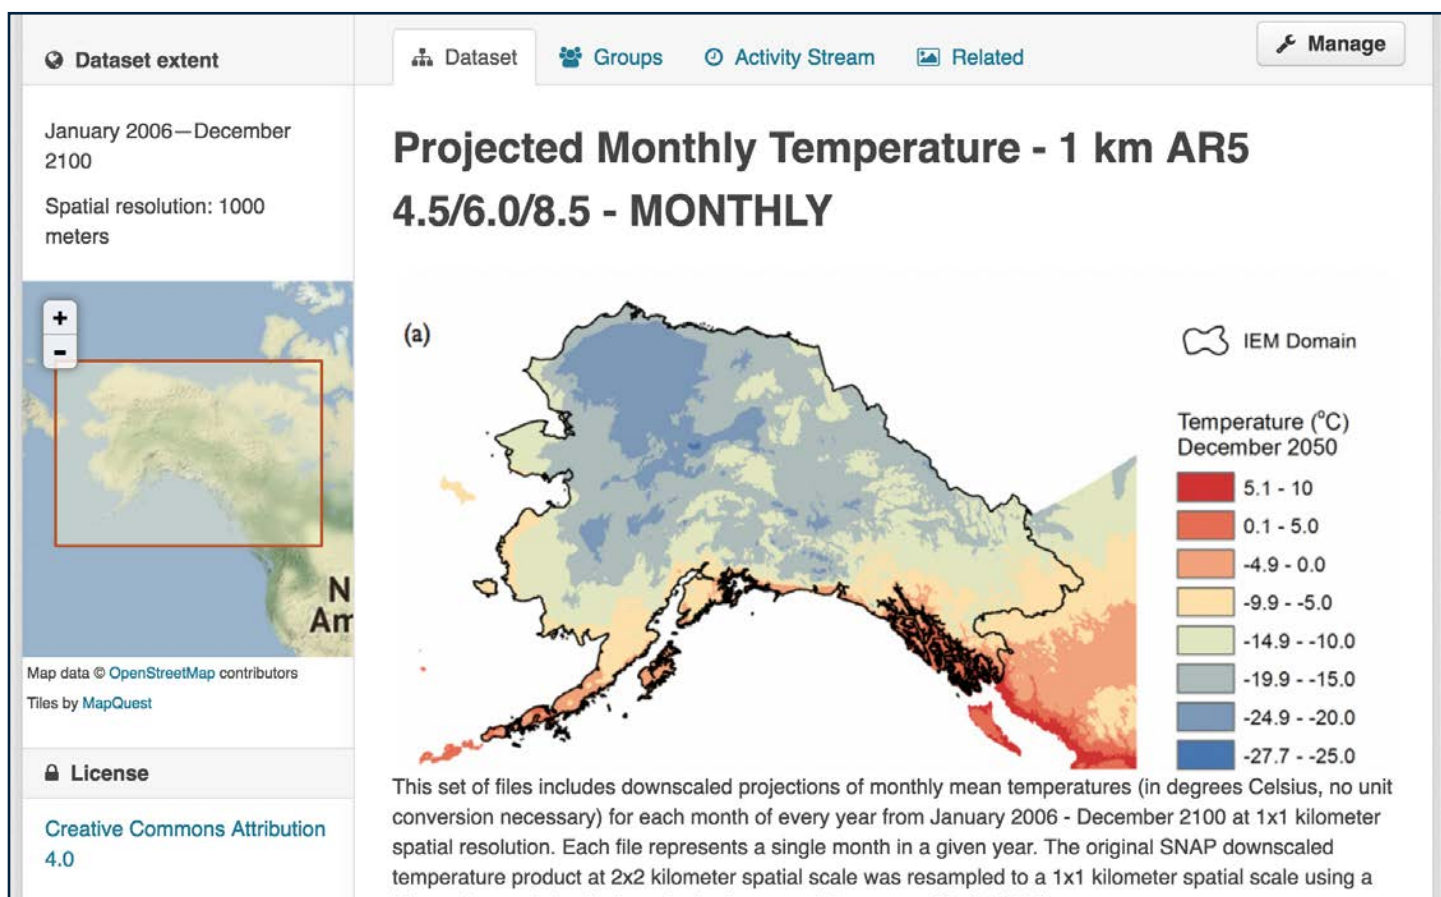 Dataset extent
January 2006—December
2100
Spatial resolution: 1000
meters
+
-
N
Am
Map data © OpenStreetMap contributors
Tiles by MapQuest
License
Creative Commons Attribution
4.0
Dataset
Groups
Activity Stream
Related
Manage
Projected Monthly Temperature - 1 km AR5
4.5/6.0/8.5 - MONTHLY
(a)
IEM Domain
Temperature (°C)
December 2050
5.1 - 10
0.1 - 5.0
-4.9 - 0.0
-9.9 - -5.0
-14.9 - -10.0
-19.9 - -15.0
-24.9 - -20.0
-27.7 - -25.0
This set of files includes downscaled projections of monthly mean temperatures (in degrees Celsius, no unit
conversion necessary) for each month of every year from January 2006 - December 2100 at 1x1 kilometer
spatial resolution. Each file represents a single month in a given year. The original SNAP downscaled
temperature product at 2x2 kilometer spatial scale was resampled to a 1x1 kilometer spatial scale using a